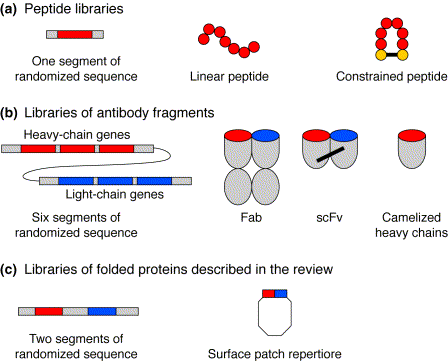 (a) Peptide libraries
One segment of
randomized sequence
Linear peptide
Constrained peptide
(b) Libraries of antibody fragments
Heavy-chain genes
Light-chain genes
Six segments of
randomized sequence
Fab
scFv
Camelized
heavy chains
(c) Libraries of folded proteins described in the review
Two segments of
randomized sequence
Surface patch repertiore